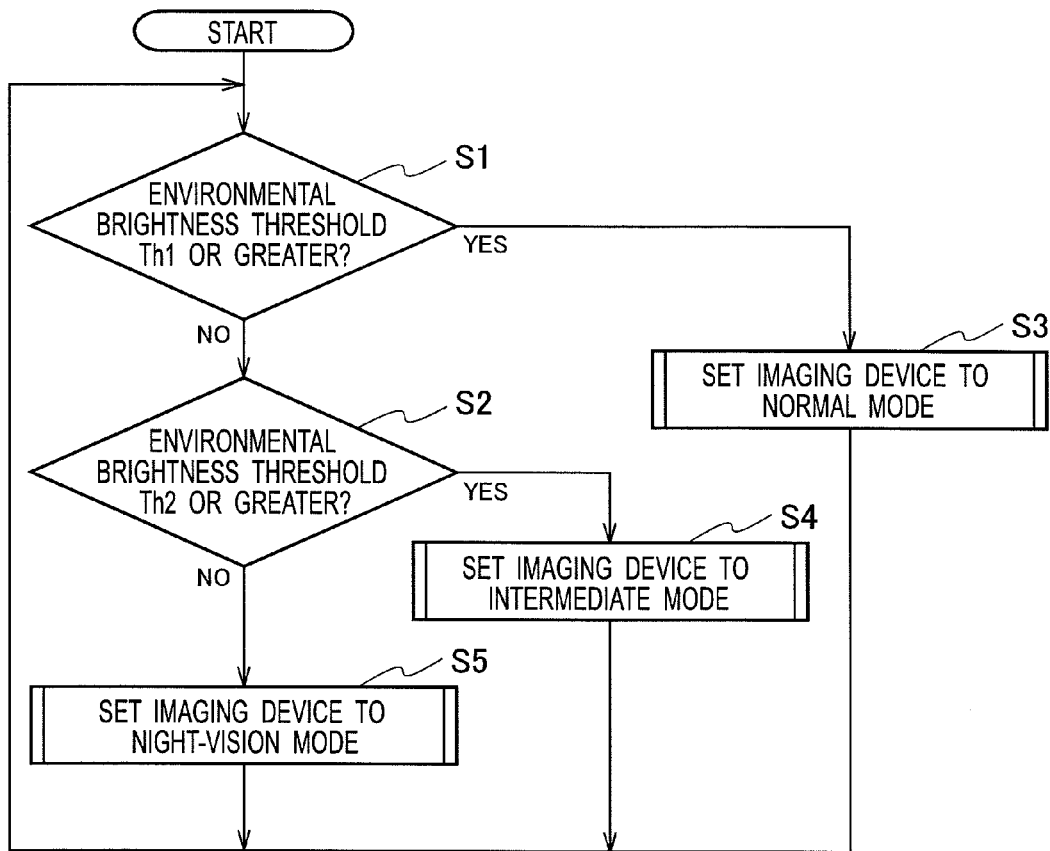 START
S1
ENVIRONMENTAL
BRIGHTNESS THRESHOLD
Th1 OR GREATER?
YES
NO
S3
SET IMAGING DEVICE TO
NORMAL MODE
S2
ENVIRONMENTAL
BRIGHTNESS THRESHOLD
Th2 OR GREATER?
YES
NO
S4
SET IMAGING DEVICE TO
INTERMEDIATE MODE
S5
SET IMAGING DEVICE TO
NIGHT-VISION MODE